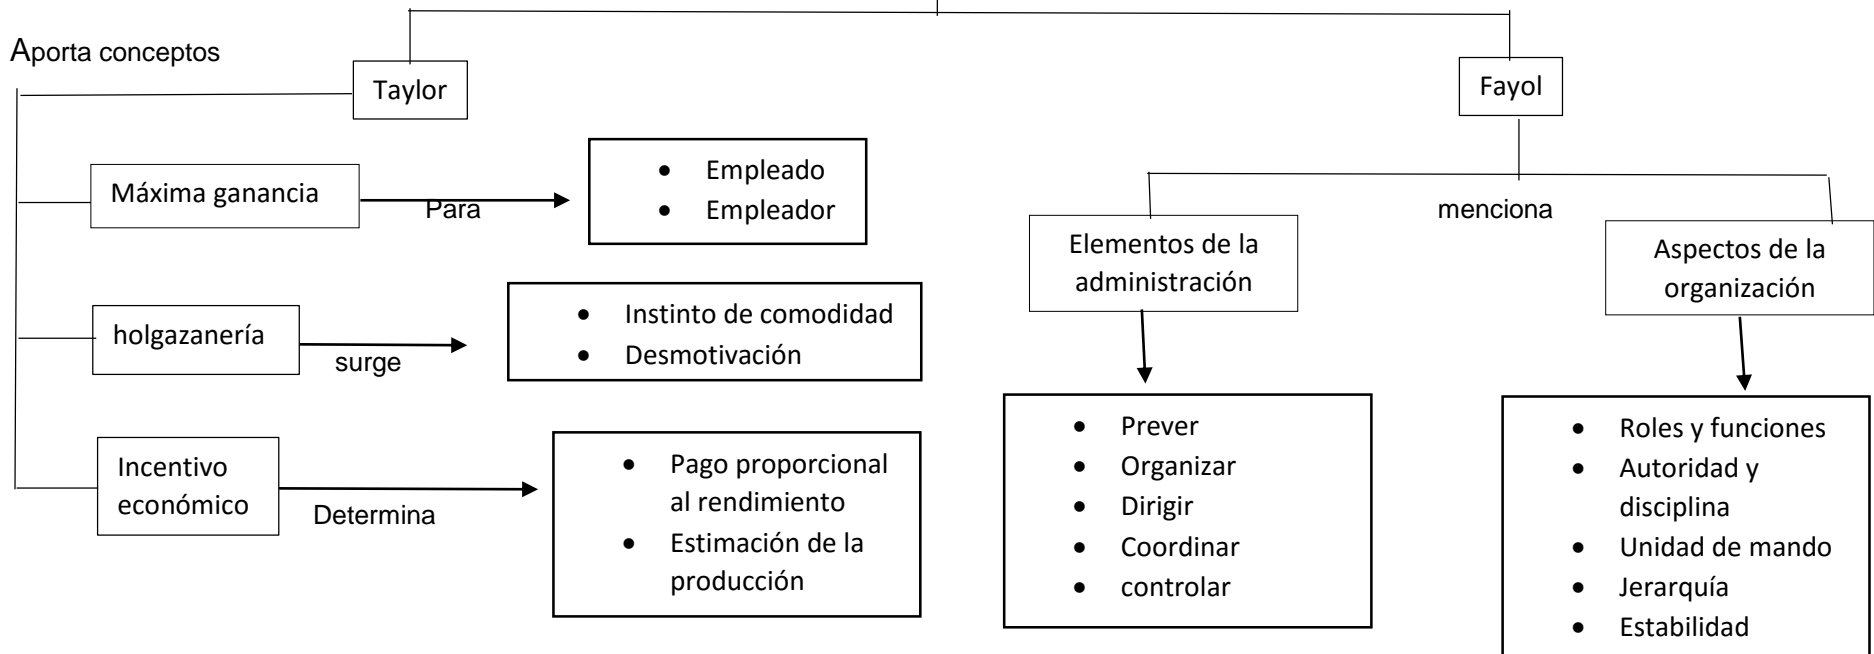 Aporta conceptos
Taylor
Máxima ganancia
Para
• Empleado
• Empleador
holgazanería
surge
• Instinto de comodidad
• Desmotivación
Incentivo
económico
Determina
• Pago proporcional
al rendimiento
• Estimación de la
producción
Fayol
menciona
Elementos de la
administración
• Prever
• Organizar
• Dirigir
• Coordinar
• controlar
Aspectos de la
organización
• Roles y funciones
• Autoridad y
disciplina
• Unidad de mando
• Jerarquía
• Estabilidad